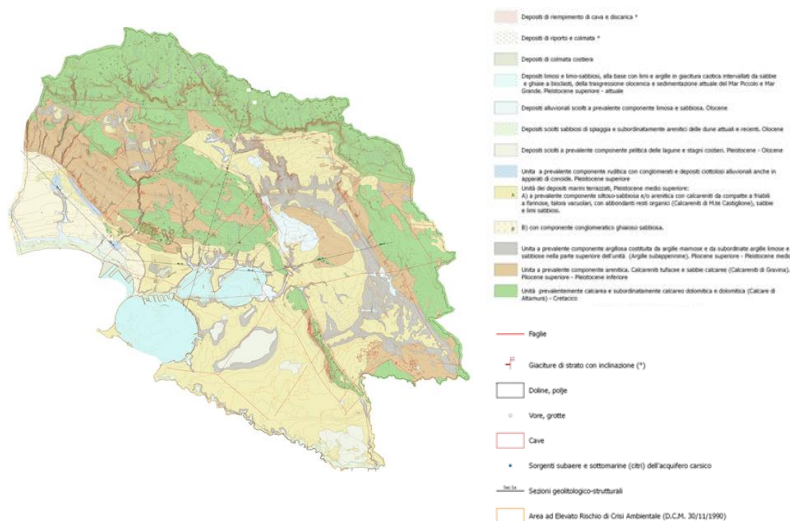 Depositi di riempimento di cava e discarica *
Depositi di riporto e colmata *
Depositi di colmata costiera
Depositi limosi e limo-sabbiosi, alla base con limi e argille in giacitura caotica intervallati da sabbie
e ghiaie a bioclasti, della trasgressione olocenica e sedimentazione attuale del Mar Piccolo e Mar
Grande, Pleistocene superiore - attuale
Depositi alluvionali sciolti a prevalente componente limosa e sabbiosa. Olocene
Depositi sciolti sabbiosi di spiaggia e subordinatamente arenitici delle dune attuali e recenti. Olocene
Depositi sciolti a prevalente componente pelitica delle lagune e stagni costieri. Pleistocene - Olocene
Unità a prevalente componente ruditica con conglomerati e depositi ciottolosi alluvionali anche in
apparati di conoide. Pleistocene superiore
Unità dei depositi marini terrazzati, Pleistocene medio superiore:
A
A) a prevalente componente siltoso-sabbiosa e/o arenitica con calcareniti da compatte a friabili
a farinose, talora vacuolari, con abbondanti resti organici (Calcareniti di M.te Castiglione), sabbie
e limi sabbiosi.
B
B) con componente conglomeratico ghiaioso sabbiosa.
Unità a prevalente componente argillosa costituita da argille marnose e da subordinate argille limose e
sabbiose nella parte superiore dell'unità (Argille subappennine). Pliocene superiore - Pleistocene medio
Unità a prevalente componente arenitica. Calcareniti tufacee e sabbie calcaree (Calcareniti di Gravina).
Pliocene superiore - Pleistocene inferiore
Unità prevalentemente calcarea e subordinatamente calcareo dolomitica e dolomitica (Calcare di
Altamura) - Cretacico
Faglie
Giaciture di strato con inclinazione (°)
Doline, polje
Vore, grotte
Cave
Sorgenti subaeree e sottomarine (citri) dell'acquifero carsico
Sezioni geolitologico-strutturali
Area ad Elevato Rischio di Crisi Ambientale (D.C.M. 30/11/1990)